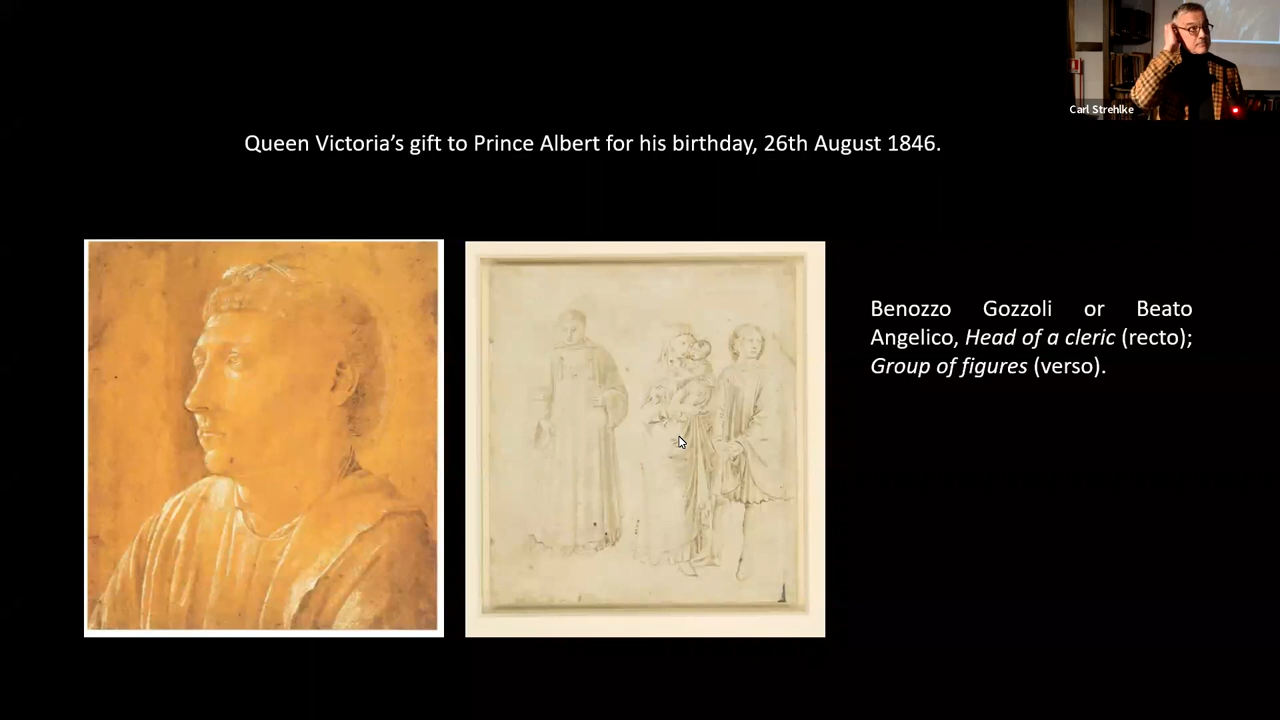 Carl Strehlke
Queen Victoria’s gift to Prince Albert for his birthday, 26th August 1846.
Benozzo Gozzoli or Beato
Angelico, Head of a cleric (recto);
Group of figures (verso).